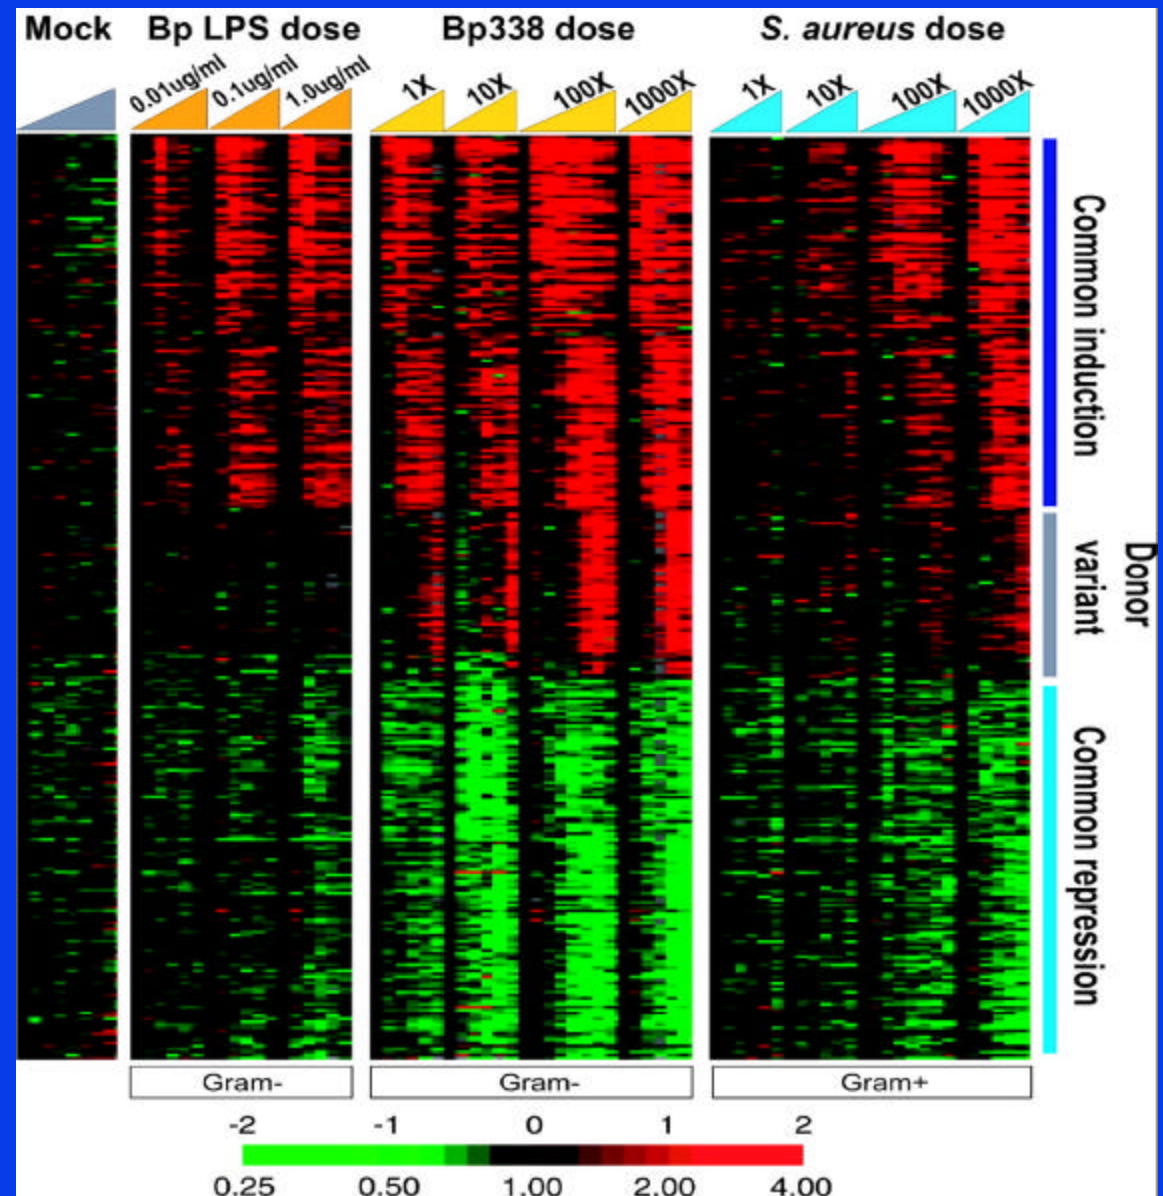 Mock Bp LPS dose Bp338 dose S. aureus dose
0.01ug/ml 0.1ug/ml 1.0ug/ml 1X 10X 100X 1000X 1X 10X 100X 1000X
Common induction
Donor
variant
Common repression
Gram- Gram- Gram+
-2 -1 0 1 2
0.25 0.50 1.00 2.00 4.00